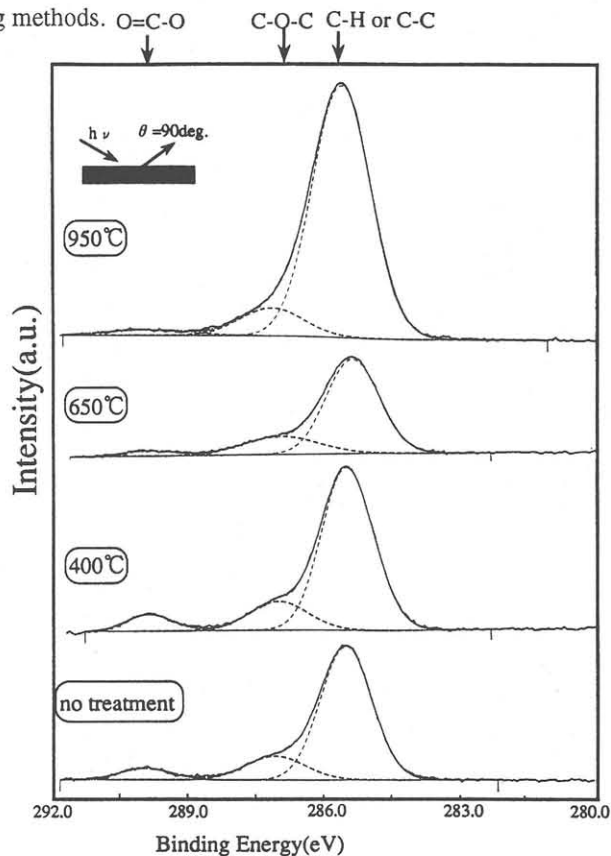 g methods. O=C-O C-O-C C-H or C-C
hν θ=90deg.
950℃
650℃
400℃
no treatment
Intensity(a.u.)
292.0 289.0 286.0 283.0 280.0
Binding Energy(eV)